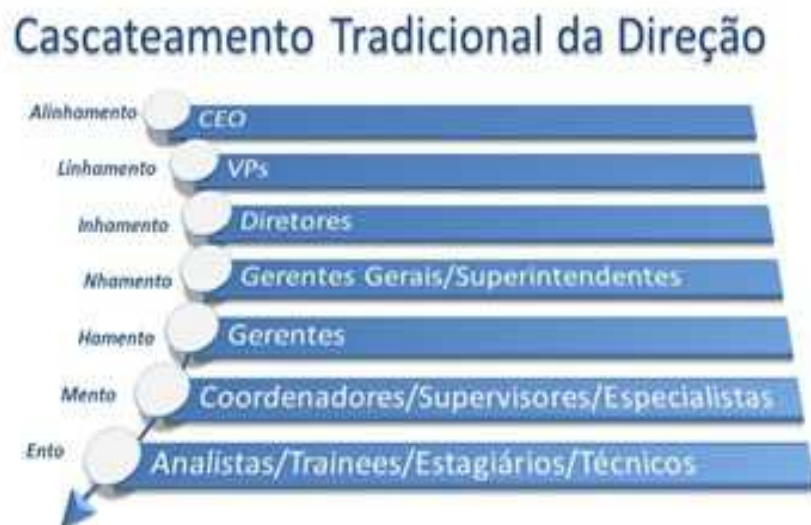 Cascateamento Tradicional da Direção
Alinhamento CEO
Linhamento VPs
Inhamento Diretores
Nhamento Gerentes Gerais/Superintendentes
Hamento Gerentes
Mento Coordenadores/Supervisores/Especialistas
Ento Analistas/Trainees/Estagiários/Técnicos